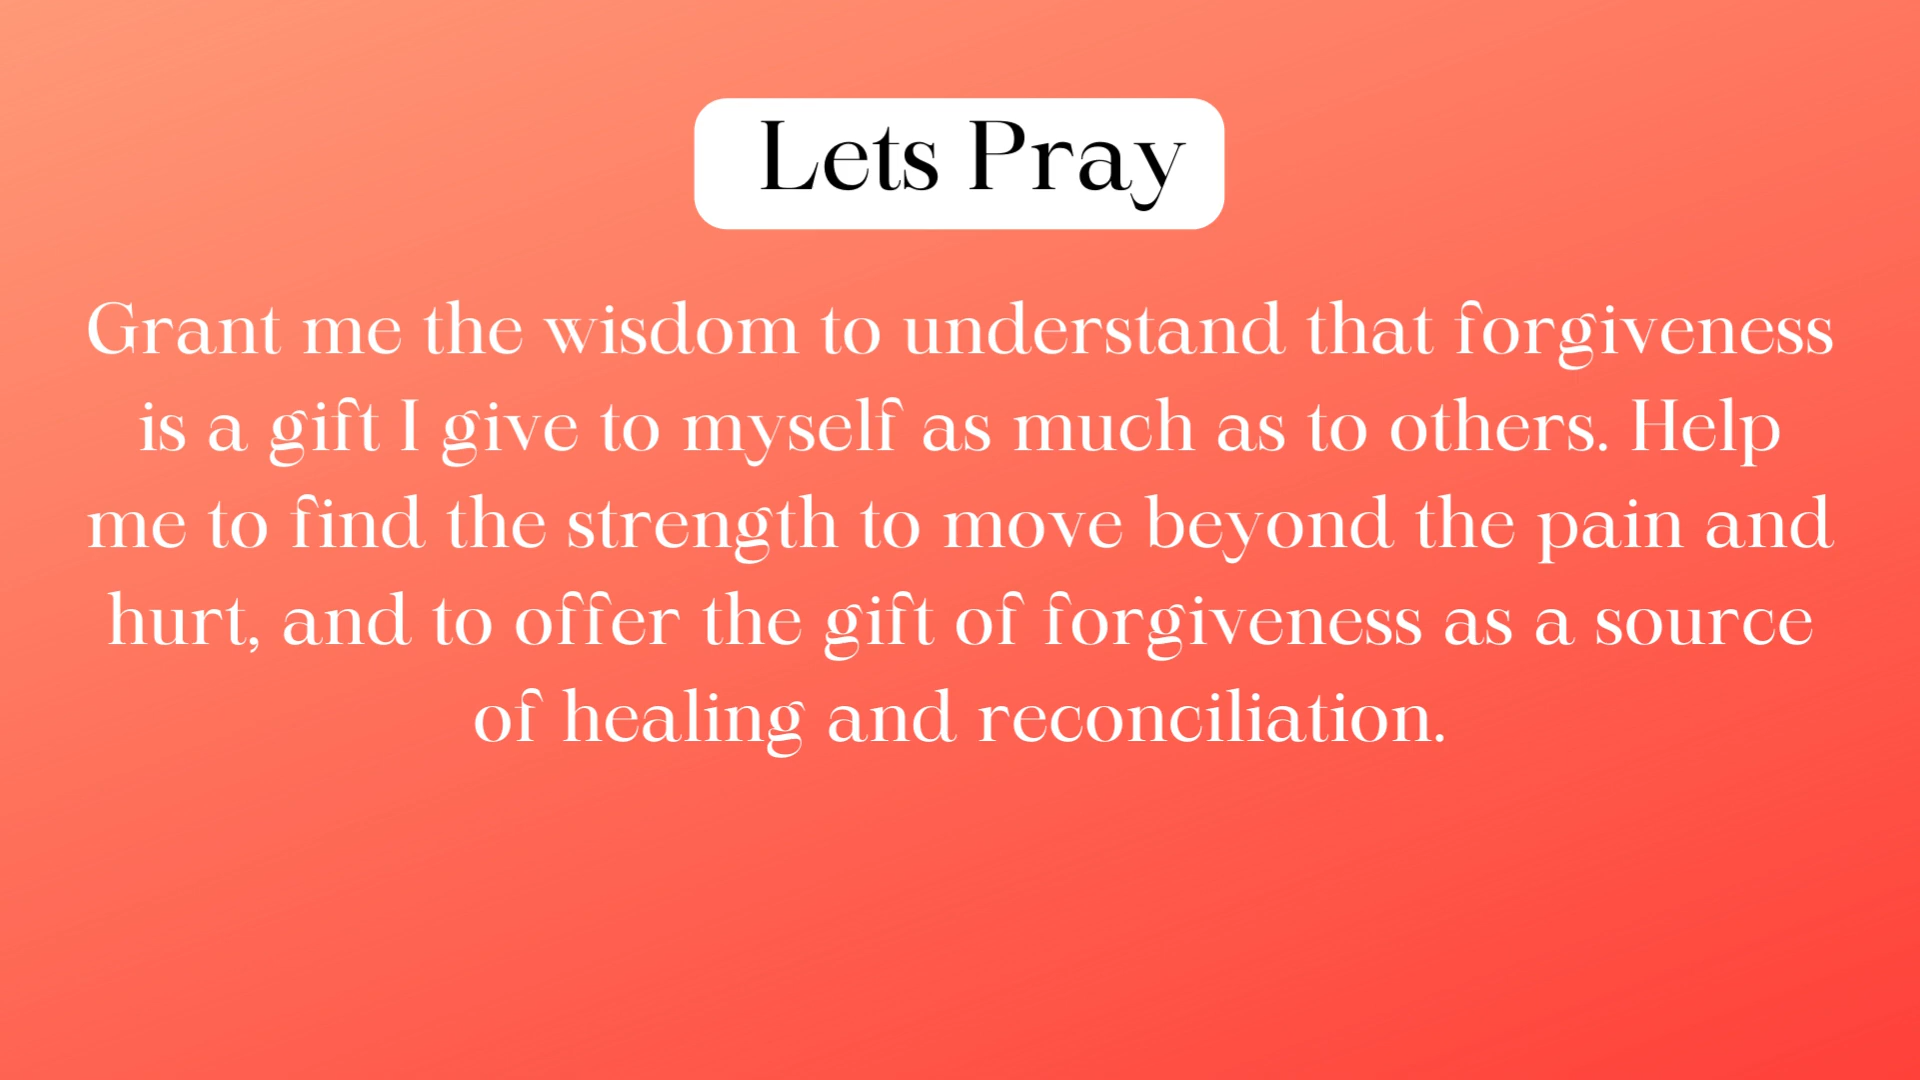 Lets Pray
Grant me the wisdom to understand that forgiveness
is a gift I give to myself as much as to others. Help
me to find the strength to move beyond the pain and
hurt, and to offer the gift of forgiveness as a source
of healing and reconciliation.